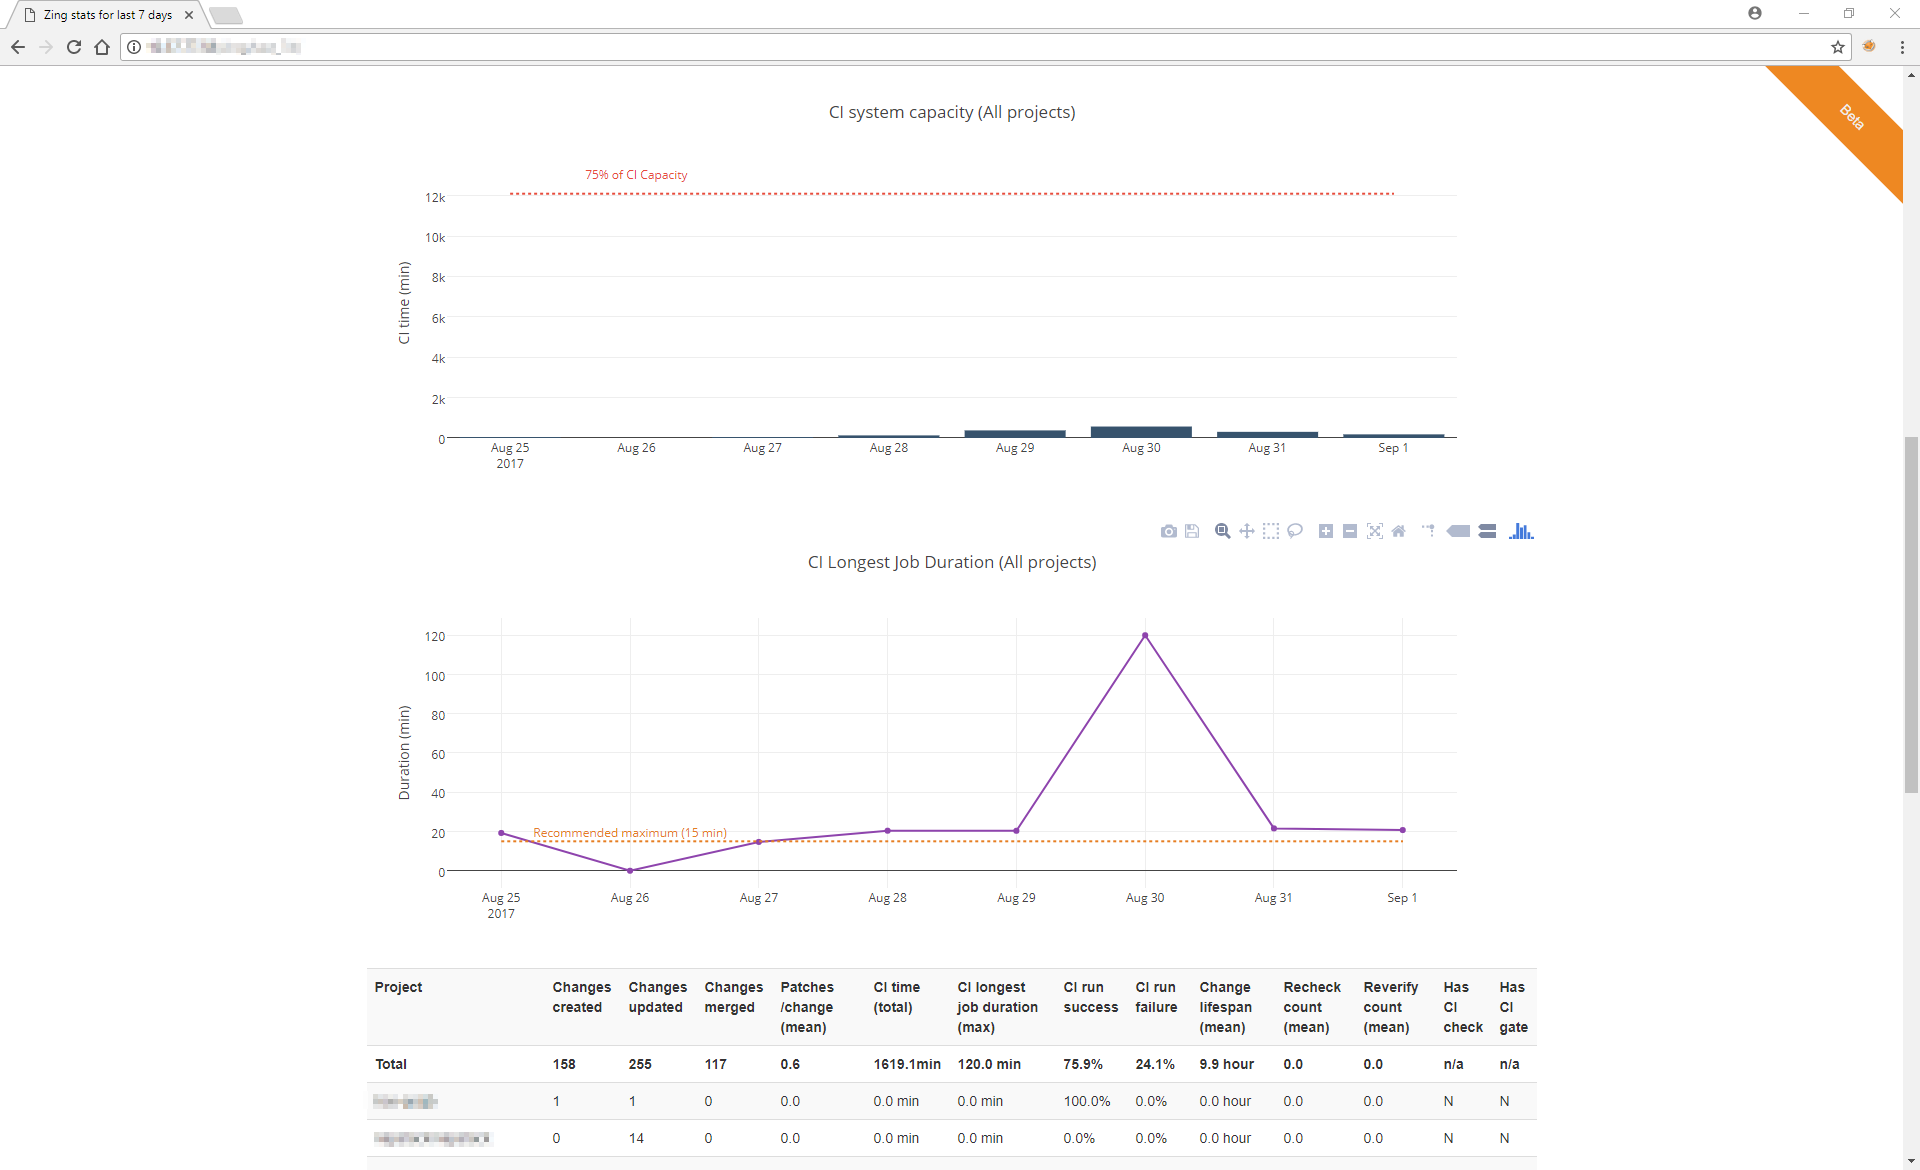 Zing stats for last 7 days
Beta
CI system capacity (All projects)
75% of CI Capacity
12k
10k
8k
6k
4k
2k
0
CI time (min)
Aug 25 Aug 26 Aug 27 Aug 28 Aug 29 Aug 30 Aug 31 Sep 1
2017
CI Longest Job Duration (All projects)
120
100
80
60
40
20
0
Duration (min)
Recommended maximum (15 min)
Aug 25 Aug 26 Aug 27 Aug 28 Aug 29 Aug 30 Aug 31 Sep 1
2017
Project Changes Changes Changes Patches CI time CI longest CI run CI run Change Recheck Reverify Has Has
created updated merged /change (total) job duration success failure lifespan count count CI CI
(mean) (max) (mean) (mean) (mean) check gate
Total 158 255 117 0.6 1619.1min 120.0 min 75.9% 24.1% 9.9 hour 0.0 0.0 n/a n/a
1 1 0 0.0 0.0 min 0.0 min 100.0% 0.0% 0.0 hour 0.0 0.0 N N
0 14 0 0.0 0.0 min 0.0 min 0.0% 0.0% 0.0 hour 0.0 0.0 N N